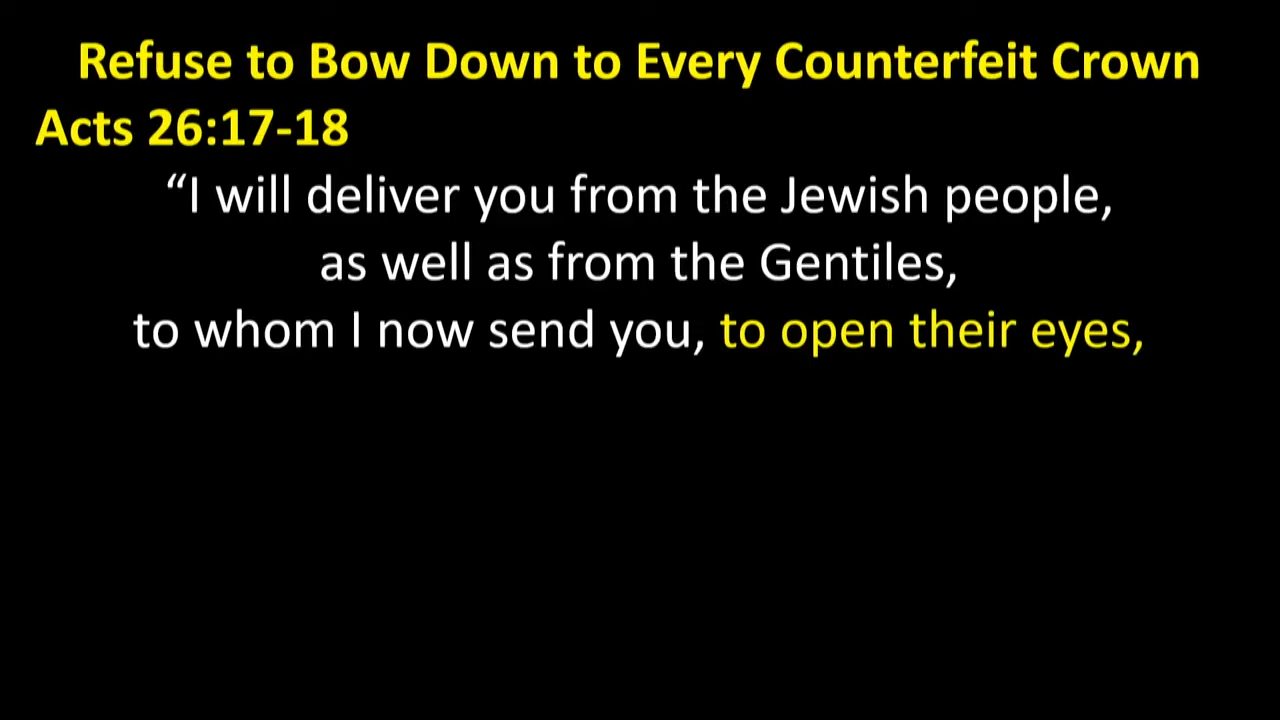 Refuse to Bow Down to Every Counterfeit Crown
Acts 26:17-18
“I will deliver you from the Jewish people,
as well as from the Gentiles,
to whom I now send you, to open their eyes,